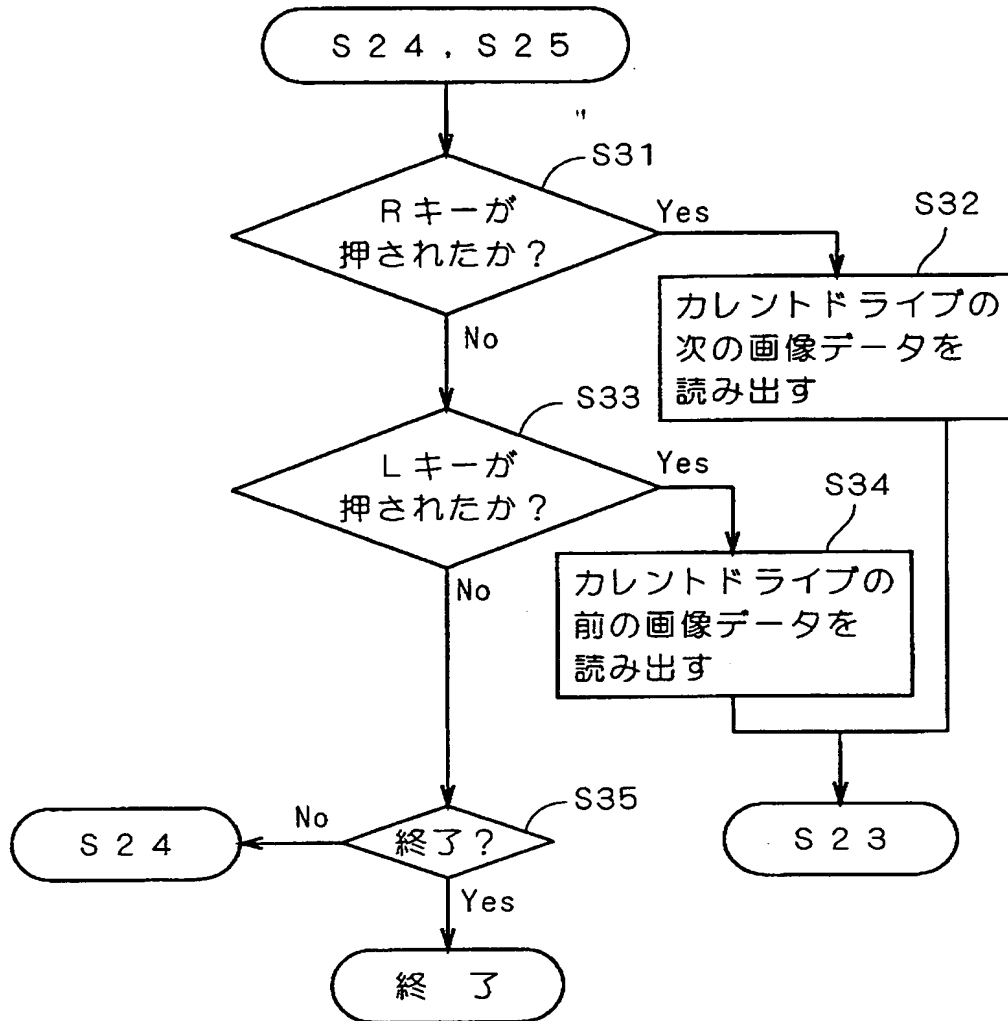 S24,S25
S31
Rキーが
押されたか?
Yes
No
S32
カレントドライブの
次の画像データを
読み出す
S33
Lキーが
押されたか?
Yes
No
S34
カレントドライブの
前の画像データを
読み出す
S35
終了?
No
S24
Yes
S23
終 了